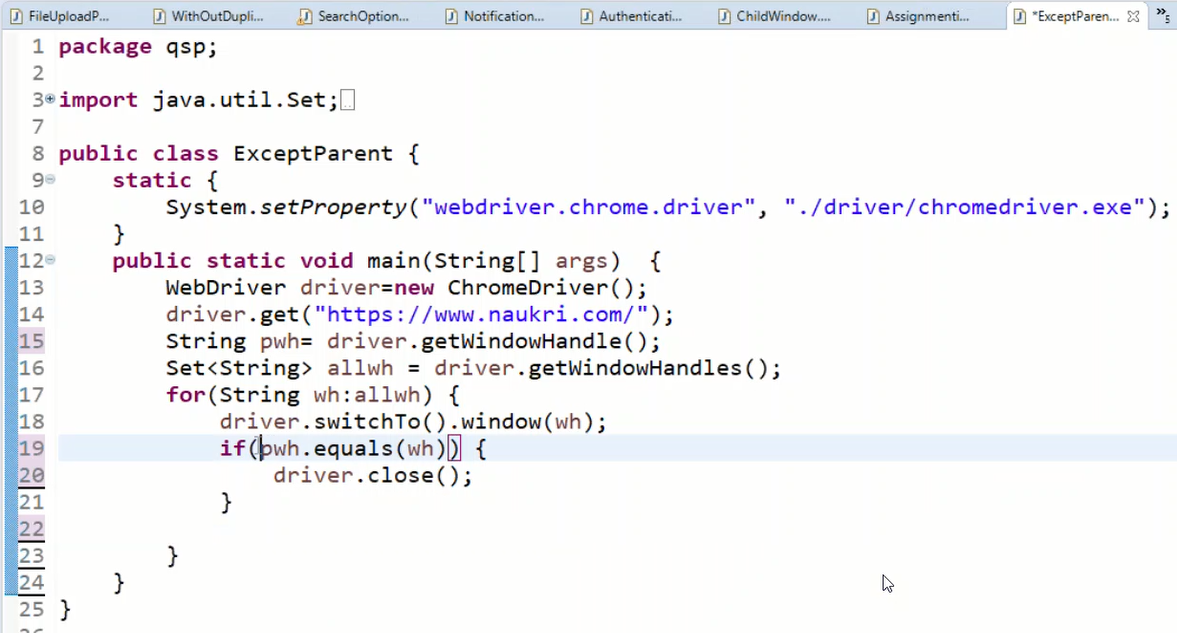 FileUploadP... WithOutDupli... SearchOption... Notification... Authenticati... ChildWindow.... Assignmenti... *ExceptParen... »5
1 package qsp;
2
3 import java.util.Set;
7
8 public class ExceptParent {
9 static {
10 System.setProperty("webdriver.chrome.driver", "./driver/chromedriver.exe");
11 }
12 public static void main(String[] args) {
13 WebDriver driver=new ChromeDriver();
14 driver.get("https://www.naukri.com/");
15 String pwh= driver.getWindowHandle();
16 Set<String> allwh = driver.getWindowHandles();
17 for(String wh:allwh) {
18 driver.switchTo().window(wh);
19 if(pwh.equals(wh)) {
20 driver.close();
21 }
22
23 }
24 }
25 }